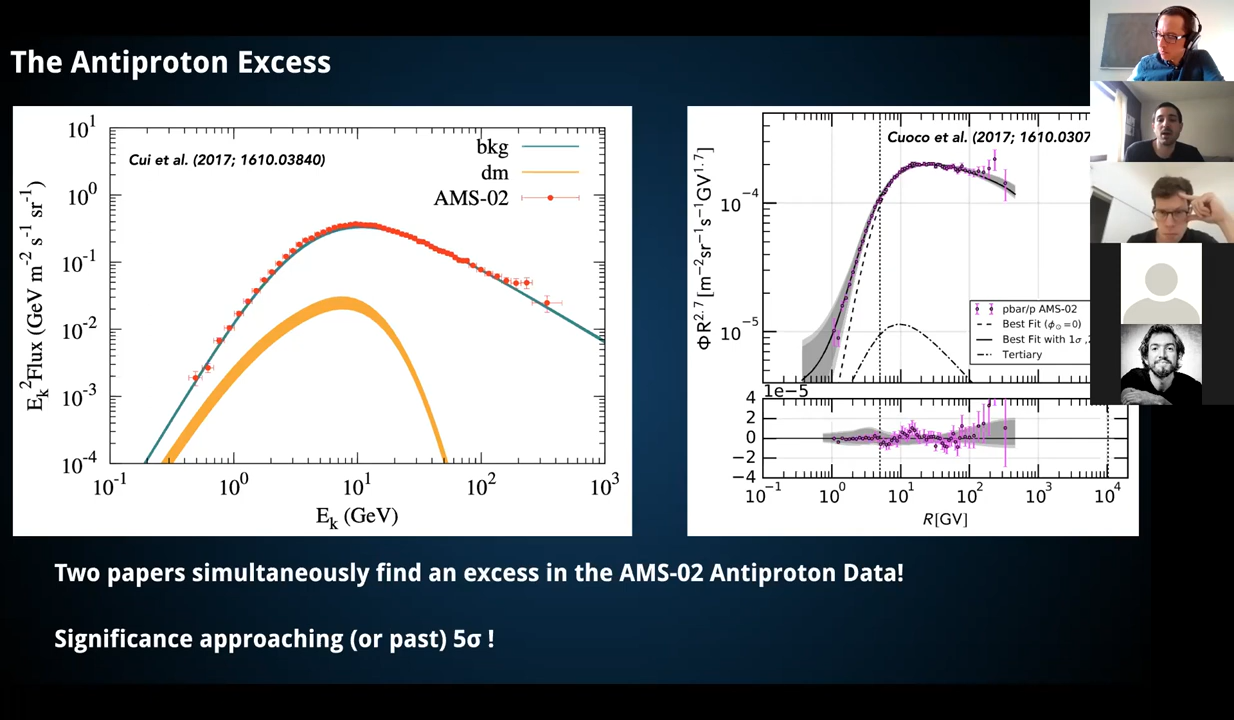 The Antiproton Excess
Cui et al. (2017; 1610.03840)
bkg
dm
AMS-02
10^1
10^0
10^-1
10^-2
10^-3
10^-4
E_k^2Flux (GeV m^-2 s^-1 sr^-1)
10^-1 10^0 10^1 10^2 10^3
E_k (GeV)
Cuoco et al. (2017; 1610.0307
10^-4
10^-5
ΦR^2.7 [m^-2sr^-1s^-1GV^1.7]
pbar/p AMS-02
Best Fit (ϕ_⊙=0)
Best Fit with 1σ ,
Tertiary
1e-5
4
2
0
−2
−4
10^-1 10^0 10^1 10^2 10^3 10^4
R[GV]
Two papers simultaneously find an excess in the AMS-02 Antiproton Data!
Significance approaching (or past) 5σ !